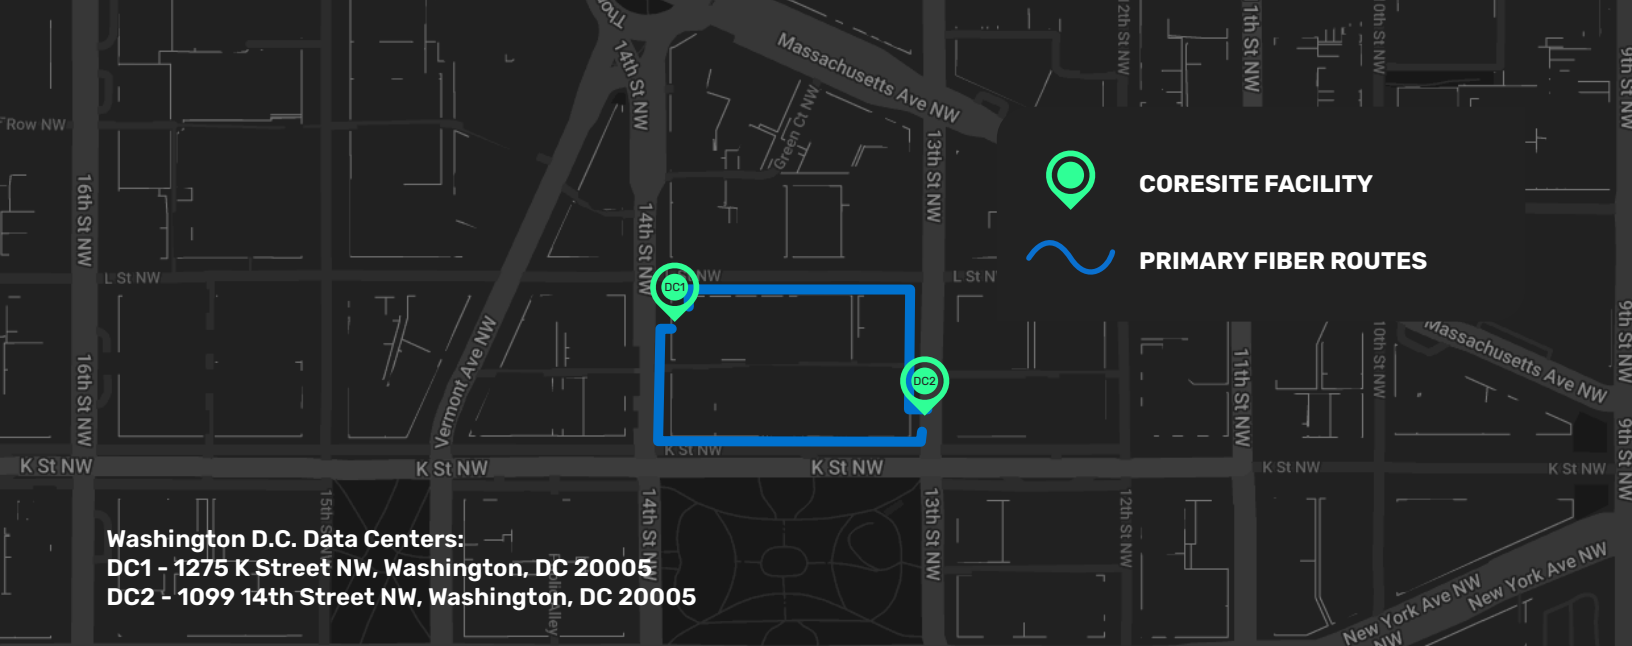 Tho
14th St NW
Massachusetts Ave NW
12th St NW
11th St NW
10th St NW
9th St NW
Row NW
Green Ct NW
13th St NW
16th St NW
14th St NW
CORESITE FACILITY
PRIMARY FIBER ROUTES
L St NW
DC1
St NW
L St N
Vermont Ave NW
16th St NW
DC2
11th St NW
10th St NW
Massachusetts Ave NW
9th St NW
K St NW
K St NW
K St NW
K St NW
K St NW
K St NW
9th St NW
15th St NW
14th St NW
13th St NW
12th St NW
Washington D.C. Data Centers:
DC1 - 1275 K Street NW, Washington, DC 20005
DC2 - 1099 14th Street NW, Washington, DC 20005
Alley
New York Ave NW
New York Ave NW
NW